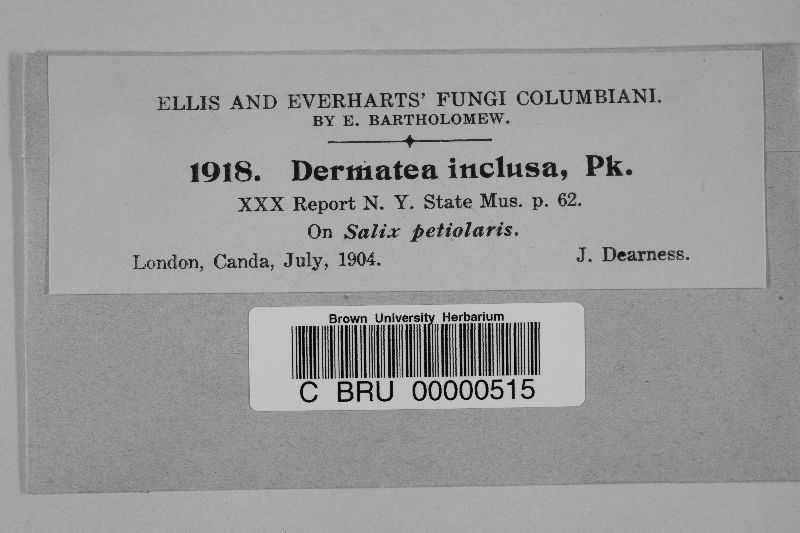 ELLIS AND EVERHARTS' FUNGI COLUMBIANI.
BY E. BARTHOLOMEW.
1918. Dermatea inclusa, Pk.
XXX Report N. Y. State Mus. p. 62.
On Salix petiolaris.
London, Canda, July, 1904. J. Dearness.
Brown University Herbarium
C BRU 00000515